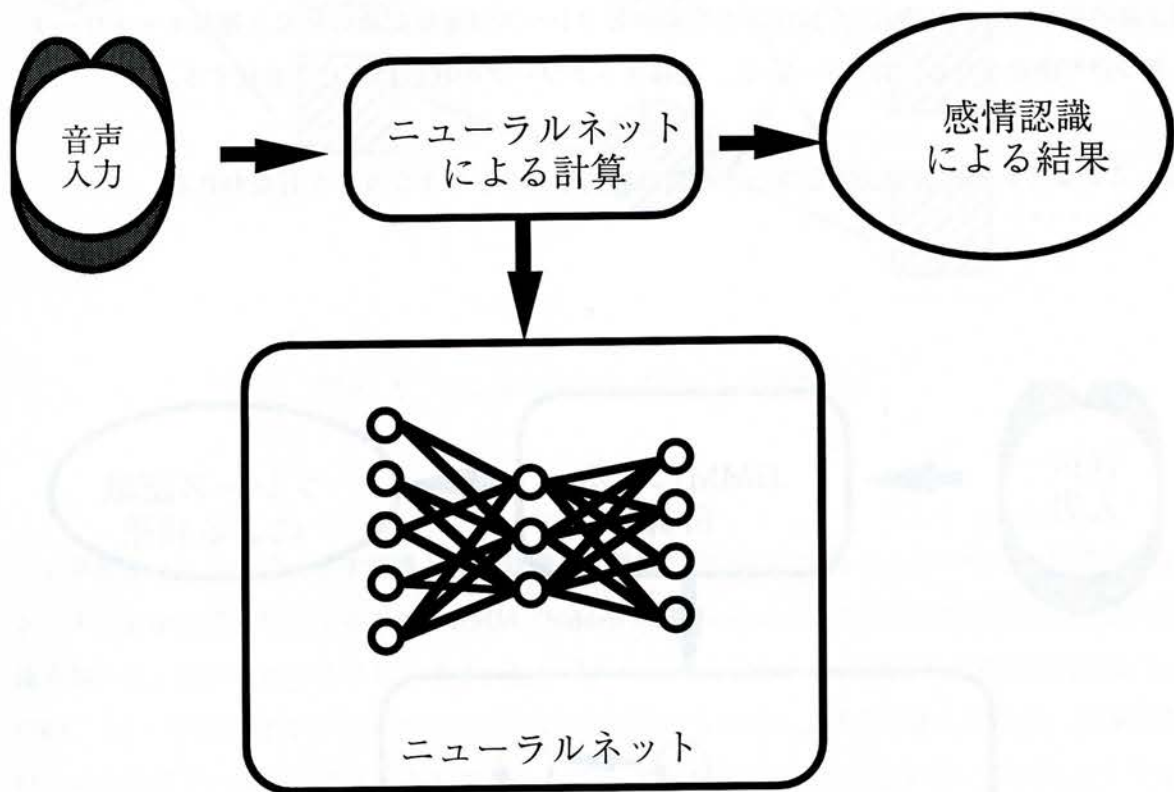 音声
入力
ニューラルネット
による計算
感情認識
による結果
ニューラルネット